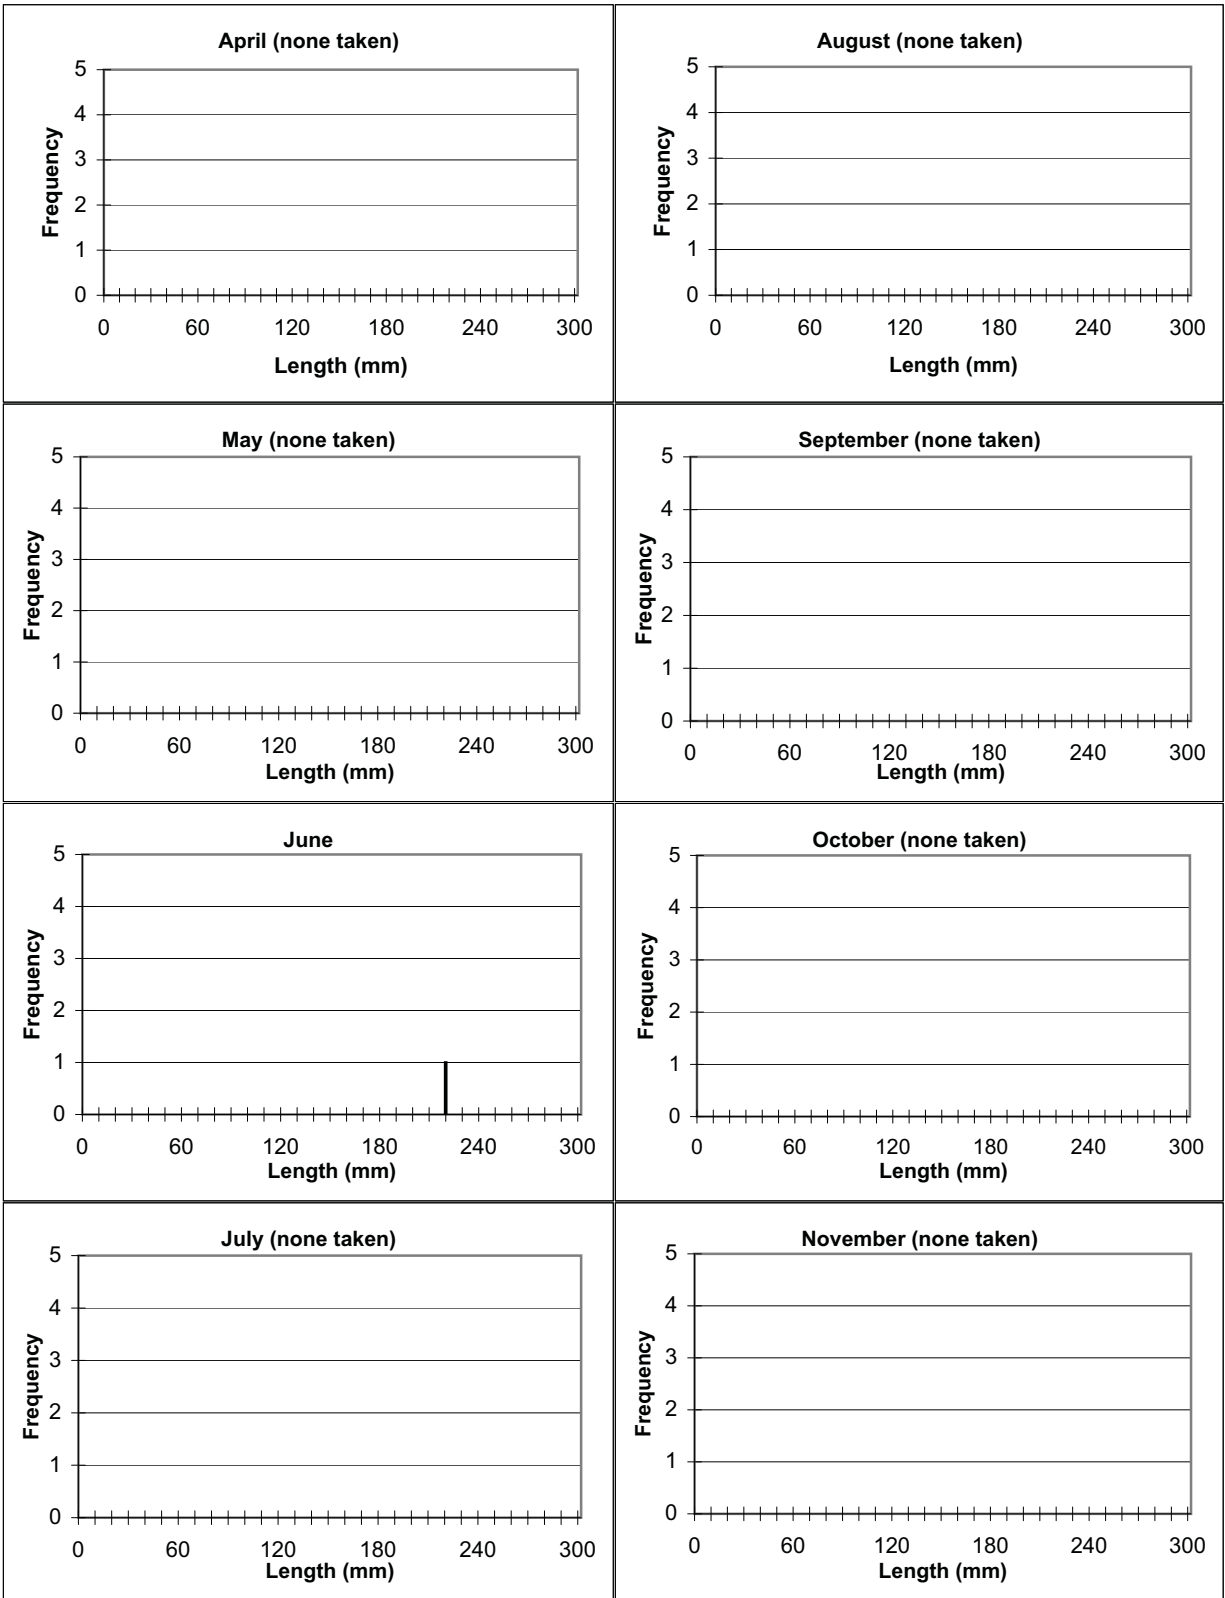 April (none taken)
5
4
3
2
1
0
Frequency
0 60 120 180 240 300
Length (mm)
August (none taken)
5
4
3
2
1
0
Frequency
0 60 120 180 240 300
Length (mm)
May (none taken)
5
4
3
2
1
0
Frequency
0 60 120 180 240 300
Length (mm)
September (none taken)
5
4
3
2
1
0
Frequency
0 60 120 180 240 300
Length (mm)
June
5
4
3
2
1
0
Frequency
0 60 120 180 240 300
Length (mm)
October (none taken)
5
4
3
2
1
0
Frequency
0 60 120 180 240 300
Length (mm)
July (none taken)
5
4
3
2
1
0
Frequency
0 60 120 180 240 300
Length (mm)
November (none taken)
5
4
3
2
1
0
Frequency
0 60 120 180 240 300
Length (mm)